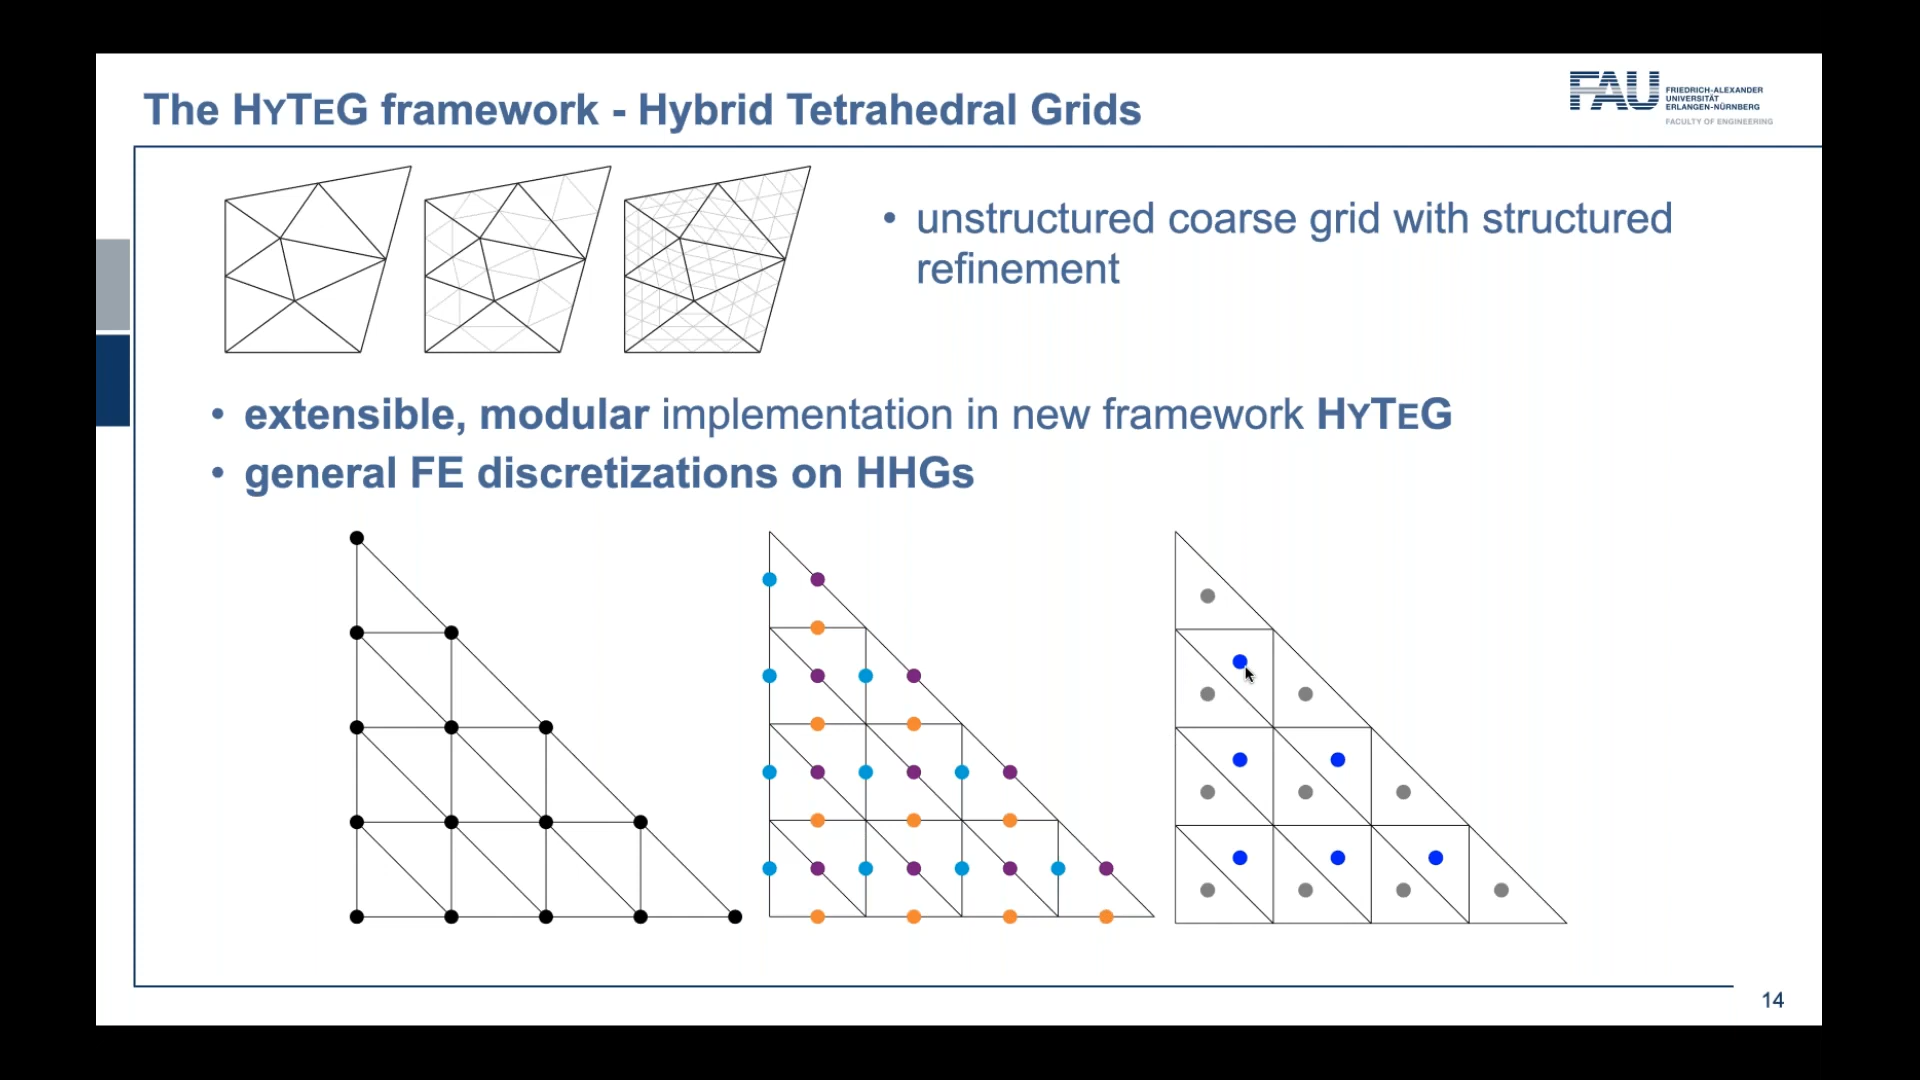 The HYTEG framework - Hybrid Tetrahedral Grids
FAU
FRIEDRICH-ALEXANDER
UNIVERSITÄT
ERLANGEN-NÜRNBERG
FACULTY OF ENGINEERING
• unstructured coarse grid with structured
refinement
• extensible, modular implementation in new framework HYTEG
• general FE discretizations on HHGs
14